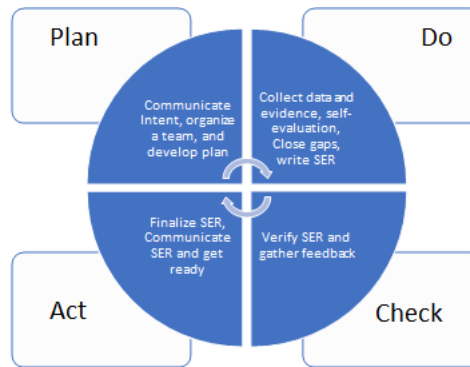 Plan
Do
Communicate
Intent, organize
a team, and
develop plan
Collect data and
evidence, self-
evaluation,
Close gaps,
write SER
Finalize SER,
Communicate
SER and get
ready
Verify SER and
gather feedback
Act
Check